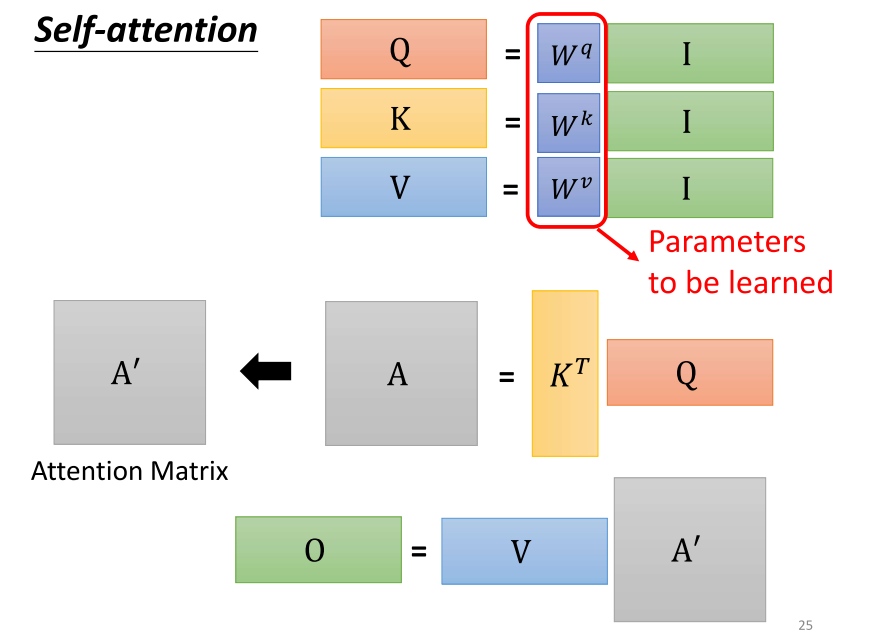 Self-attention
Q = W^q I
K = W^k I
V = W^v I
Parameters
to be learned
A′ A = K^T Q
Attention Matrix
O = V A′
25